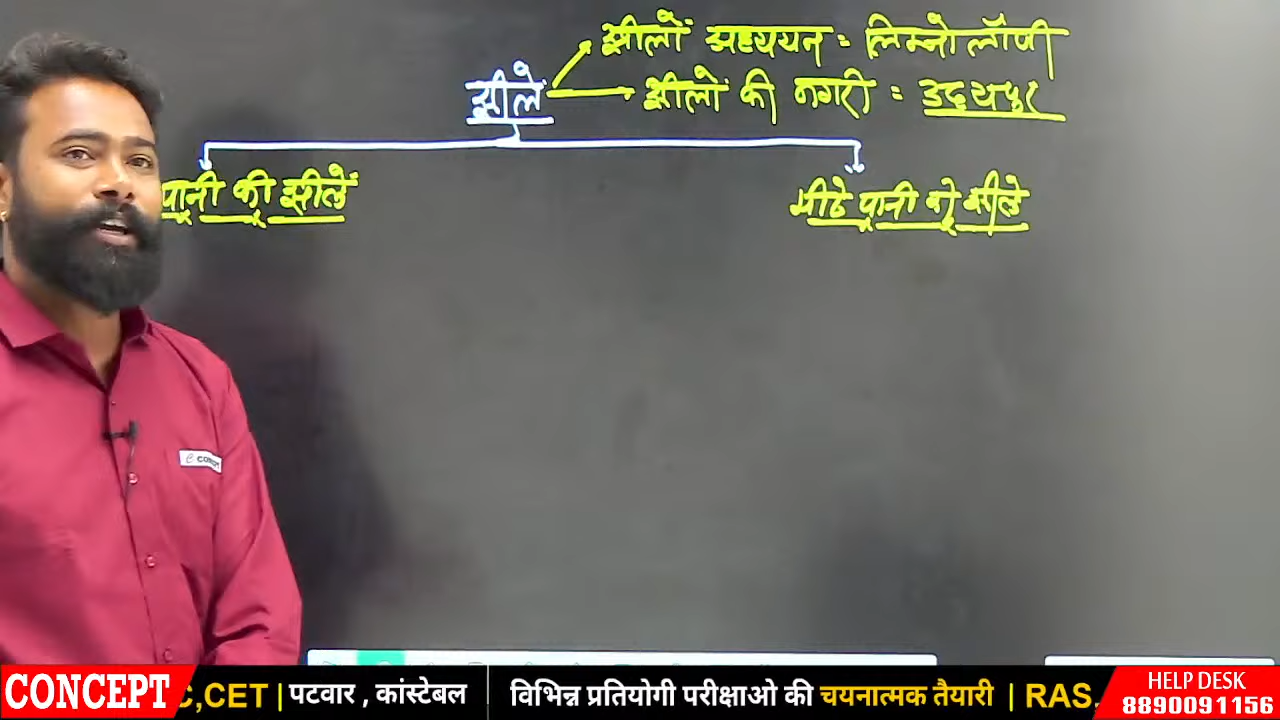 झीलों अध्ययन = लिम्नोलॉजी
झीलें
झीलों की नगरी = उदयपुर
पानी की झीलें
मीठे पानी की झीले
CONCEPT
C,CET | पटवार , कांस्टेबल
विभिन्न प्रतियोगी परीक्षाओ की चयनात्मक तैयारी | RAS.
HELP DESK
8890091156